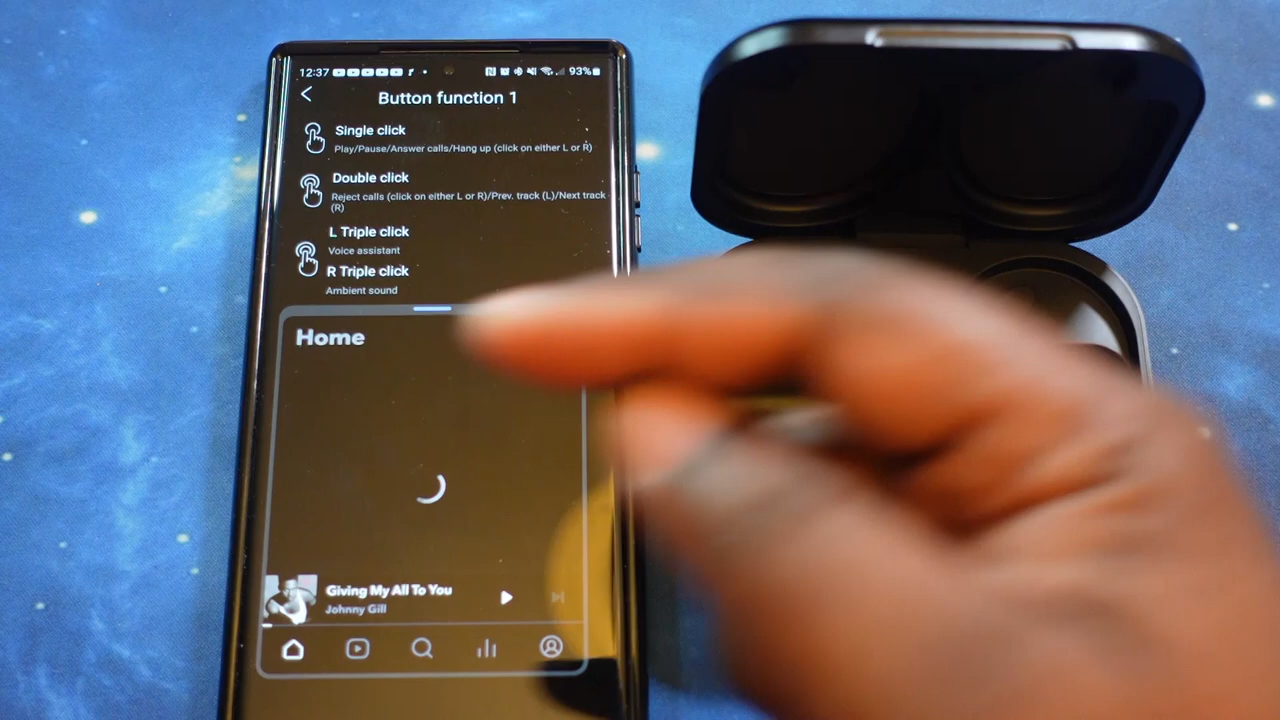 12:37 93%
Button function 1
Single click
Play/Pause/Answer calls/Hang up (click on either L or R)
Double click
Reject calls (click on either L or R)/Prev. track (L)/Next track
(R)
L Triple click
Voice assistant
R Triple click
Ambient sound
Home
Giving My All To You
Johnny Gill